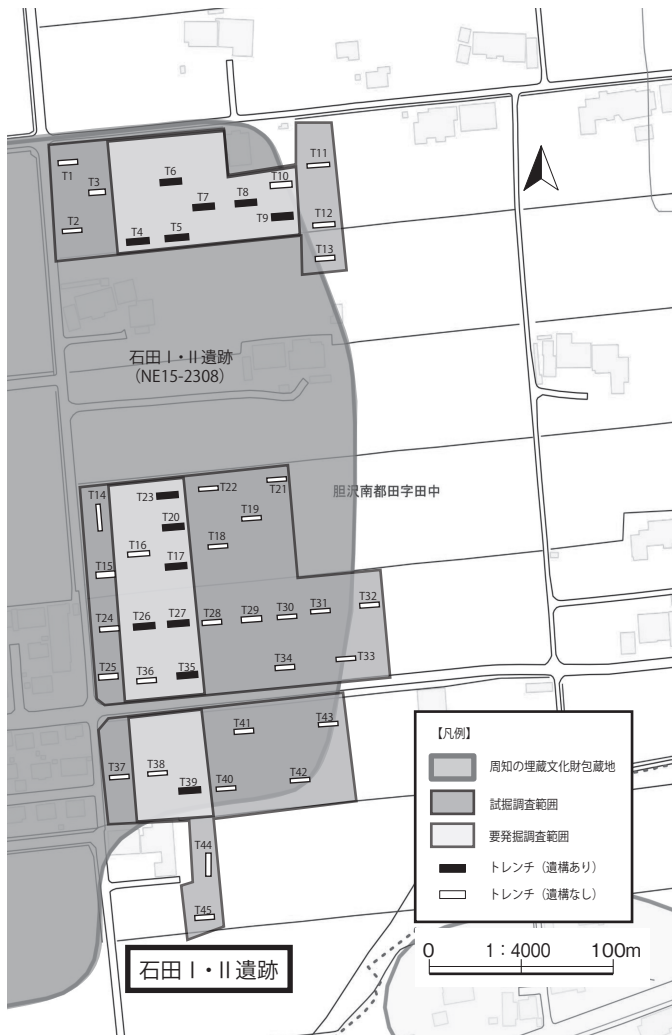 T11
T6
T10
T1
T3
T8
T7
T9
T12
T2
T4
T5
T13
石田Ⅰ・Ⅱ遺跡
(NE15-2308)
T21
T22
T14
T23
胆沢南都田字田中
T19
T20
T18
T16
T17
T15
T32
T31
T30
T29
T28
T27
T26
T24
T33
T34
T35
T36
T25
T43
T41
T38
T37
T42
T40
T39
T44
T45
【凡例】
周知の埋蔵文化財包蔵地
試掘調査範囲
要発掘調査範囲
トレンチ(遺構あり)
トレンチ(遺構なし)
0 1:4000 100m
石田Ⅰ・Ⅱ遺跡